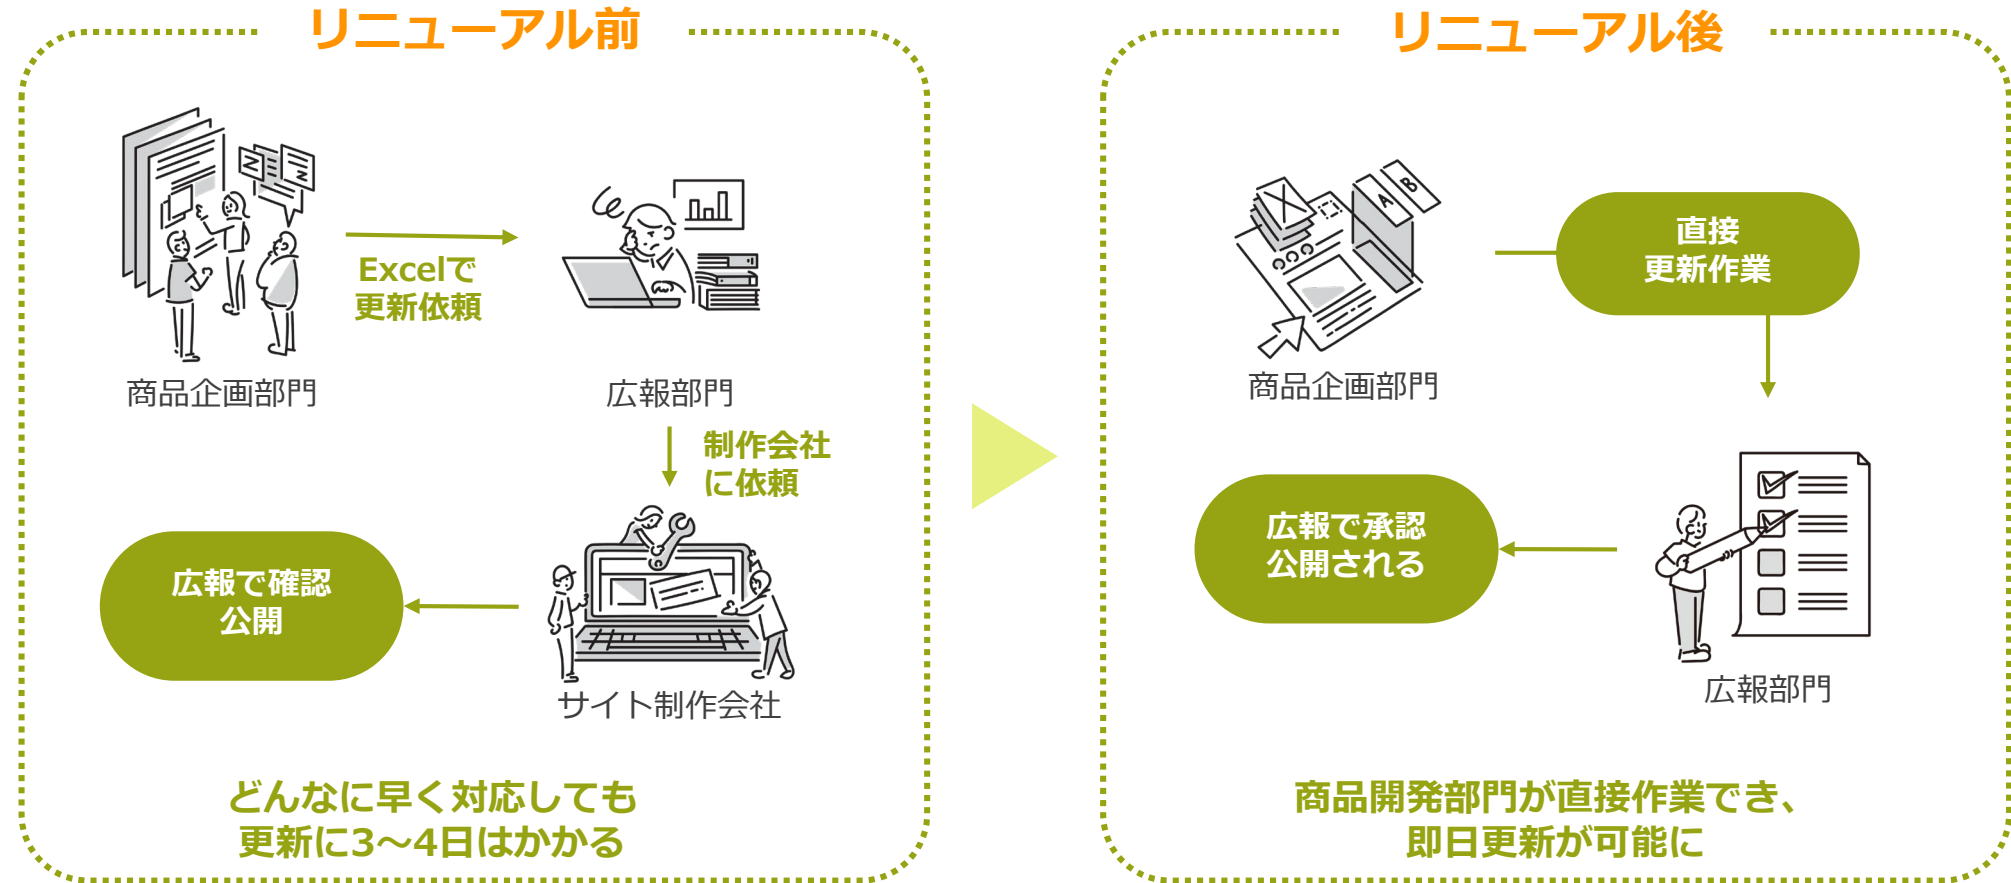 リニューアル前
Excelで
更新依頼
商品企画部門
広報部門
制作会社
に依頼
広報で確認
公開
サイト制作会社
どんなに早く対応しても
更新に3〜4日はかかる
リニューアル後
A
B
直接
更新作業
商品企画部門
広報で承認
公開される
広報部門
商品開発部門が直接作業でき、
即日更新が可能に